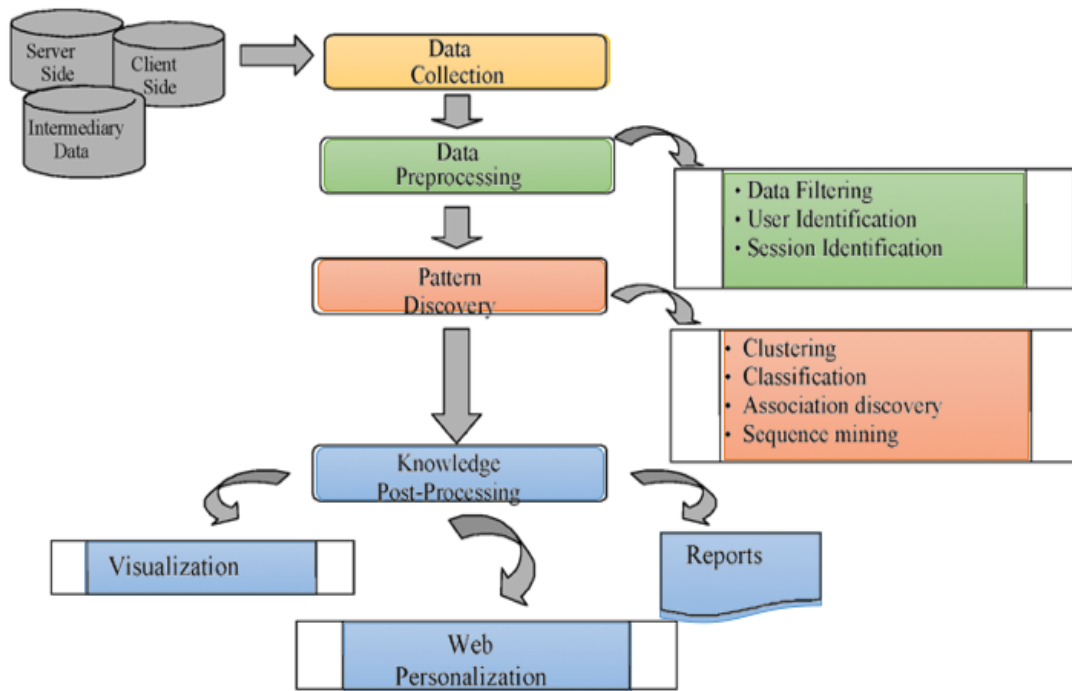 Server
Side
Client
Side
Intermediary
Data
Data
Collection
Data
Preprocessing
• Data Filtering
• User Identification
• Session Identification
Pattern
Discovery
• Clustering
• Classification
• Association discovery
• Sequence mining
Knowledge
Post-Processing
Visualization
Web
Personalization
Reports